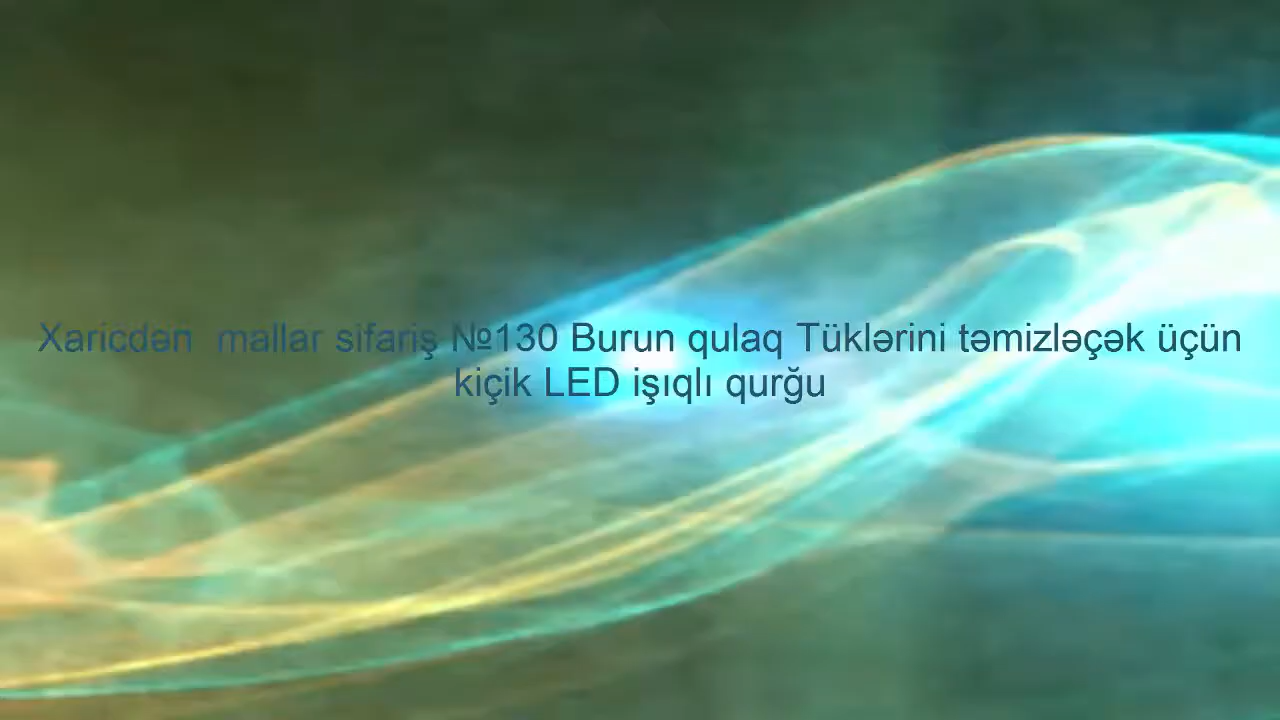 Xaricdən  mallar sifariş №130 Burun qulaq Tüklərini təmizləçək üçün
kiçik LED işıqlı qurğu